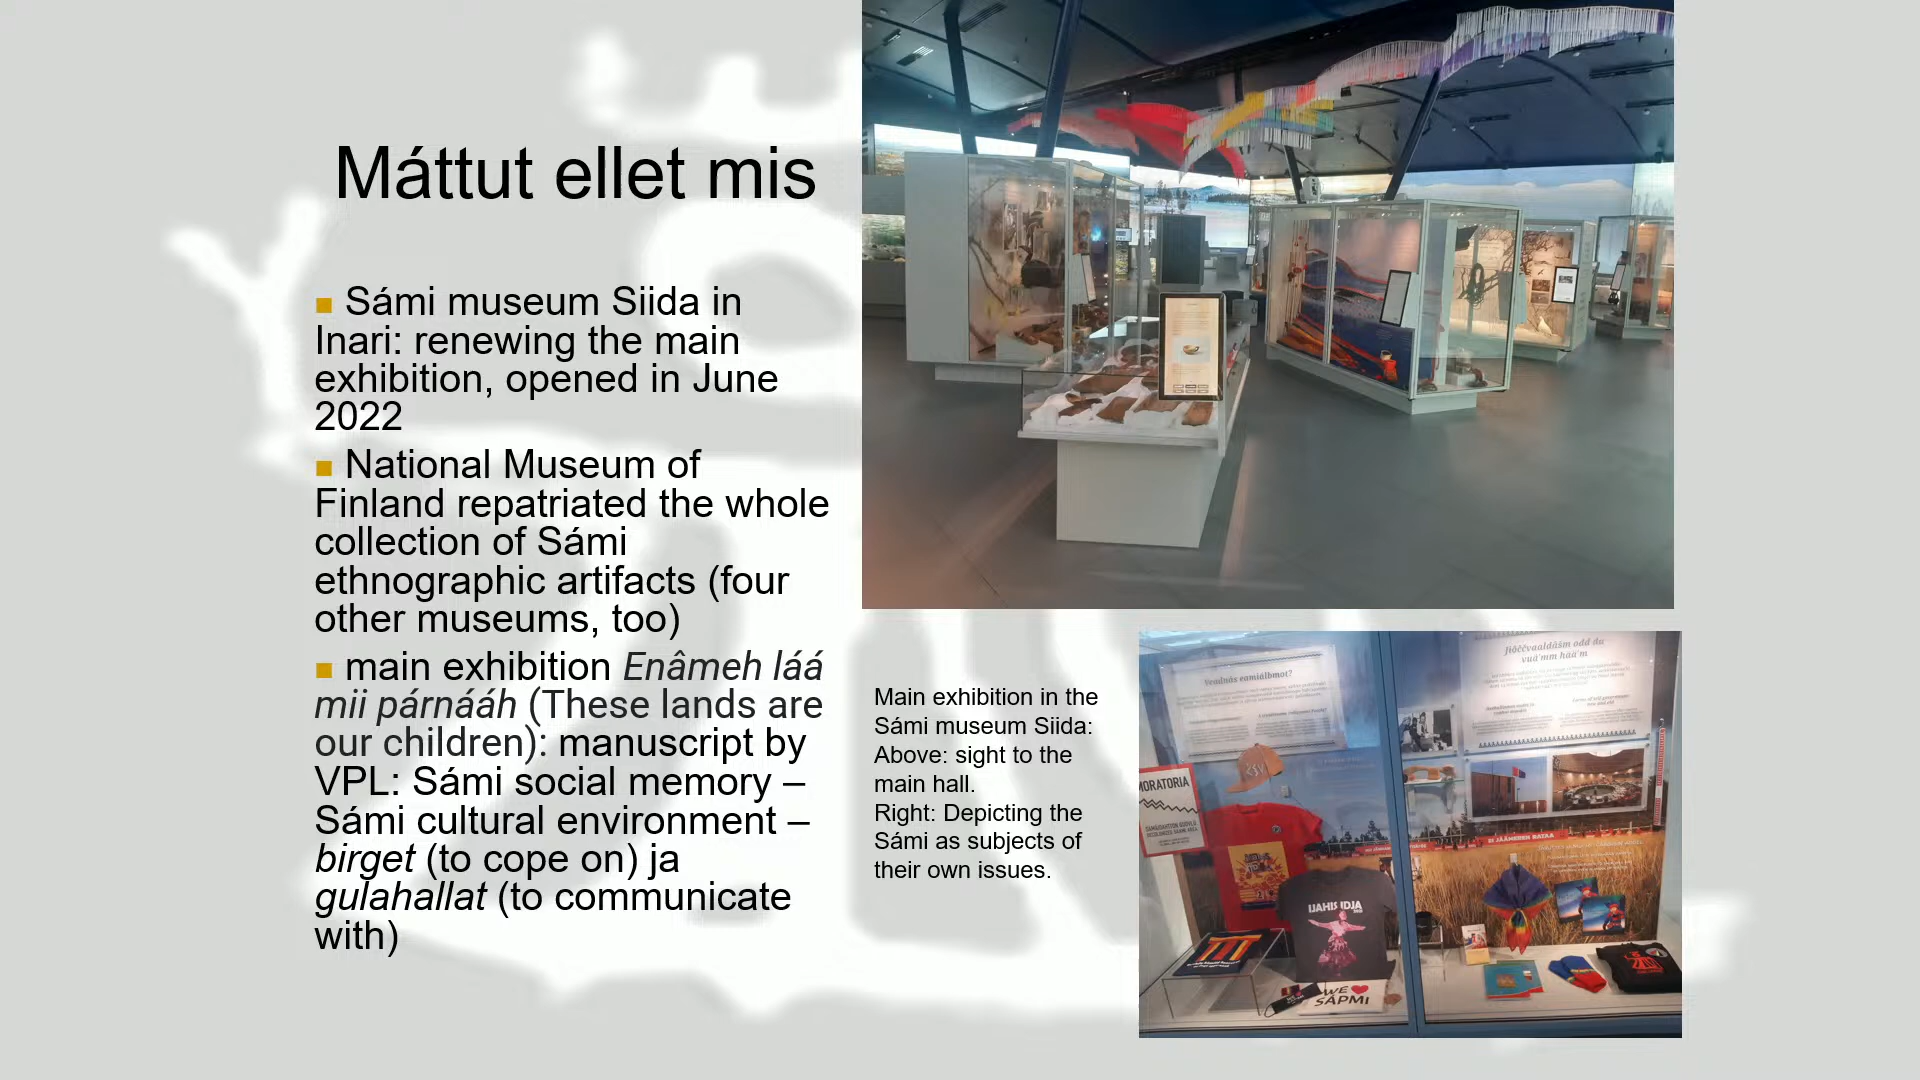 Máttut ellet mis
■ Sámi museum Siida in
Inari: renewing the main
exhibition, opened in June
2022
■ National Museum of
Finland repatriated the whole
collection of Sámi
ethnographic artifacts (four
other museums, too)
■ main exhibition Enâmeh láá
mii párnááh (These lands are
our children): manuscript by
VPL: Sámi social memory –
Sámi cultural environment –
birget (to cope on) ja
gulahallat (to communicate
with)
Main exhibition in the
Sámi museum Siida:
Above: sight to the
main hall.
Right: Depicting the
Sámi as subjects of
their own issues.
MORATORIA
ČSV
IJAHIS IDJA
WE ❤
SÁPMI
EI JÄÄMEREN RATAA